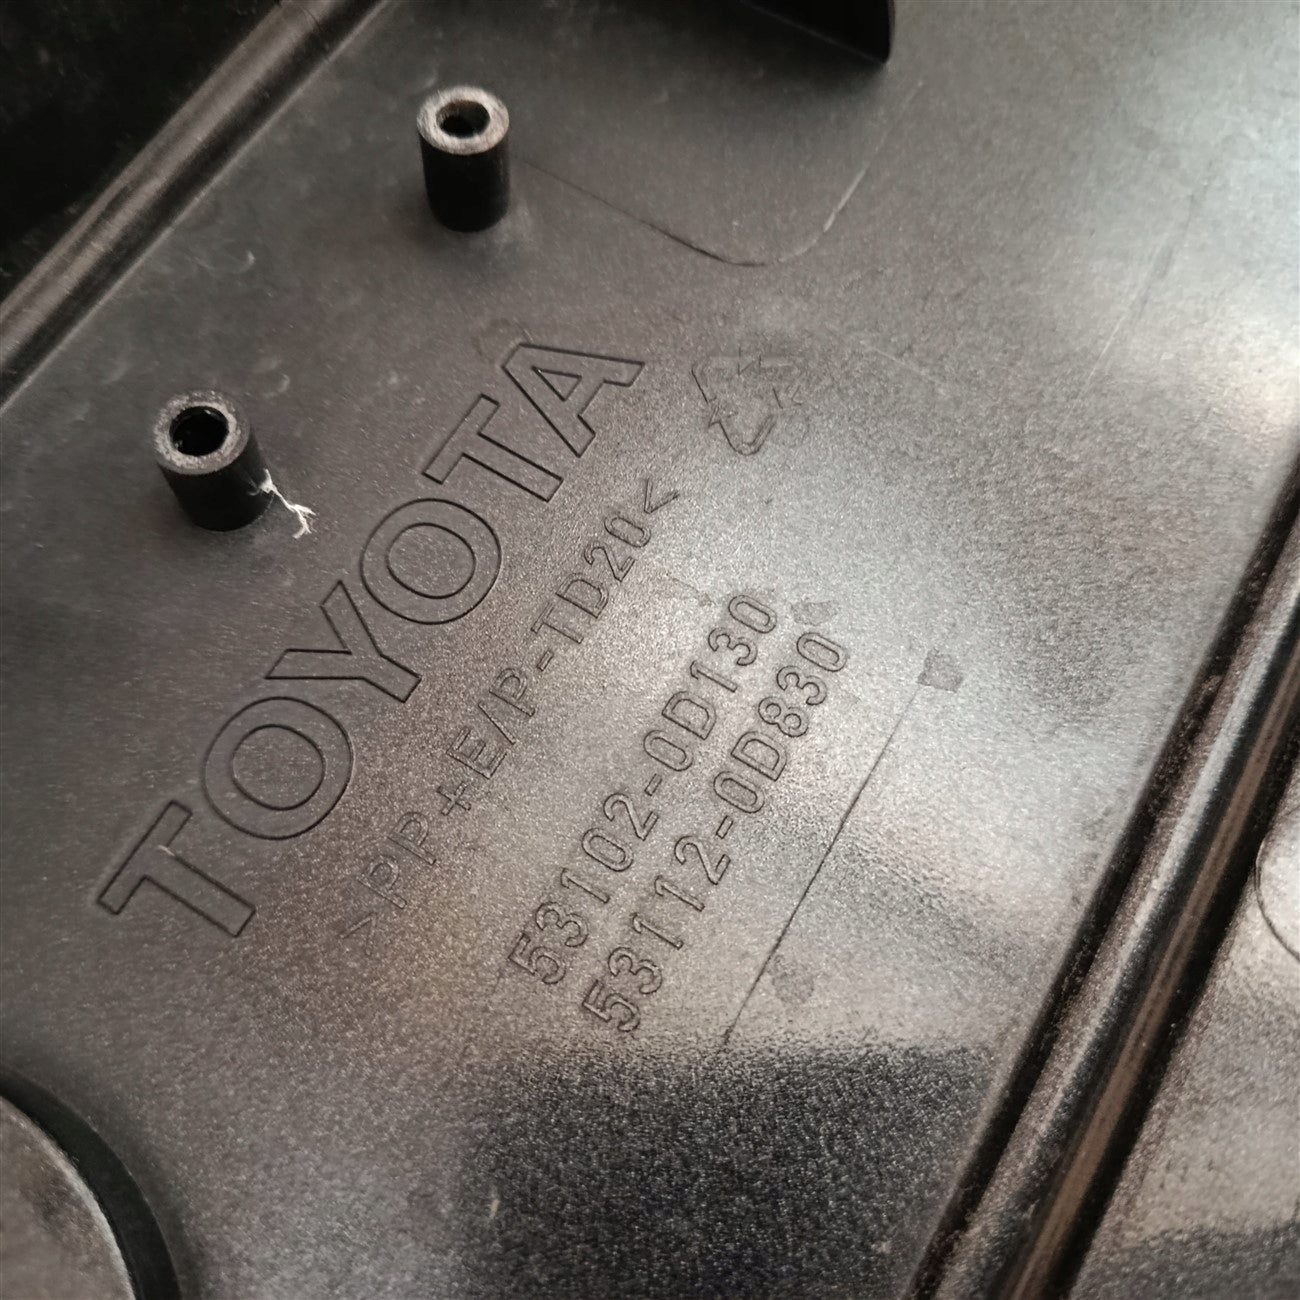 TOYOTA
>PP+E/P-TD20<
53102-0D130
53112-0D830